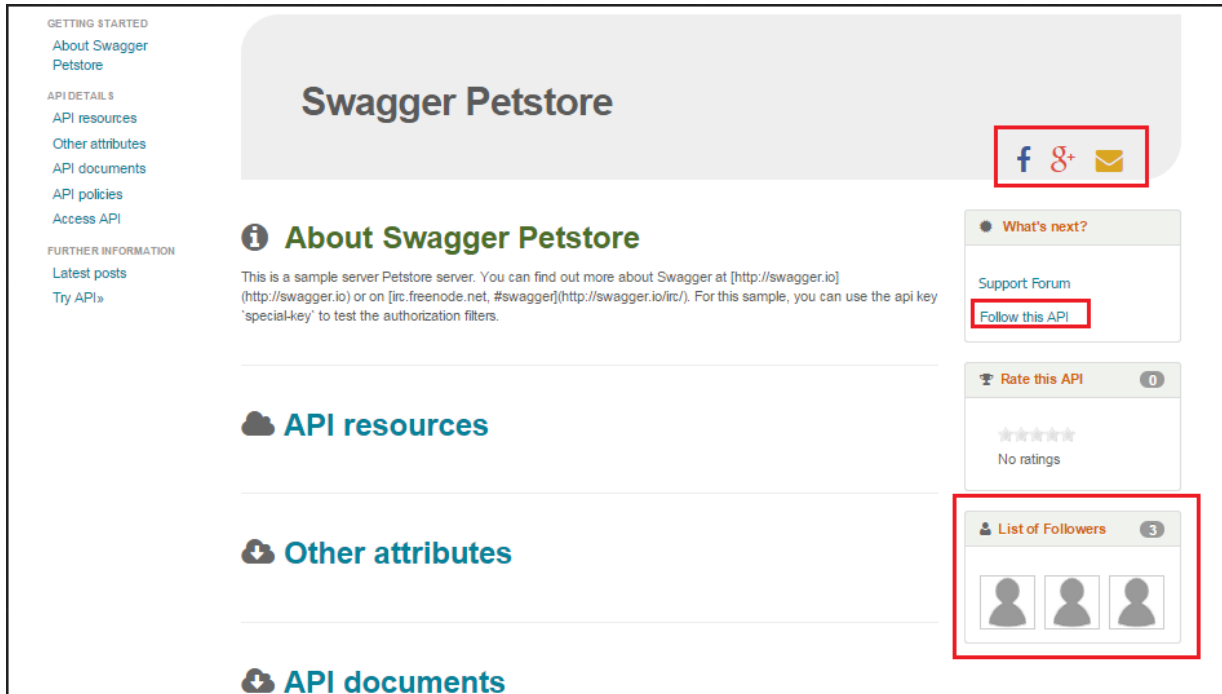 GETTING STARTED
About Swagger
Petstore
API DETAILS
API resources
Other attributes
API documents
API policies
Access API
FURTHER INFORMATION
Latest posts
Try API»
Swagger Petstore
f g+
About Swagger Petstore
This is a sample server Petstore server. You can find out more about Swagger at [http://swagger.io]
(http://swagger.io) or on [irc.freenode.net, #swagger](http://swagger.io/irc/). For this sample, you can use the api key
`special-key` to test the authorization filters.
API resources
Other attributes
API documents
What's next?
Support Forum
Follow this API
Rate this API 0
No ratings
List of Followers 3